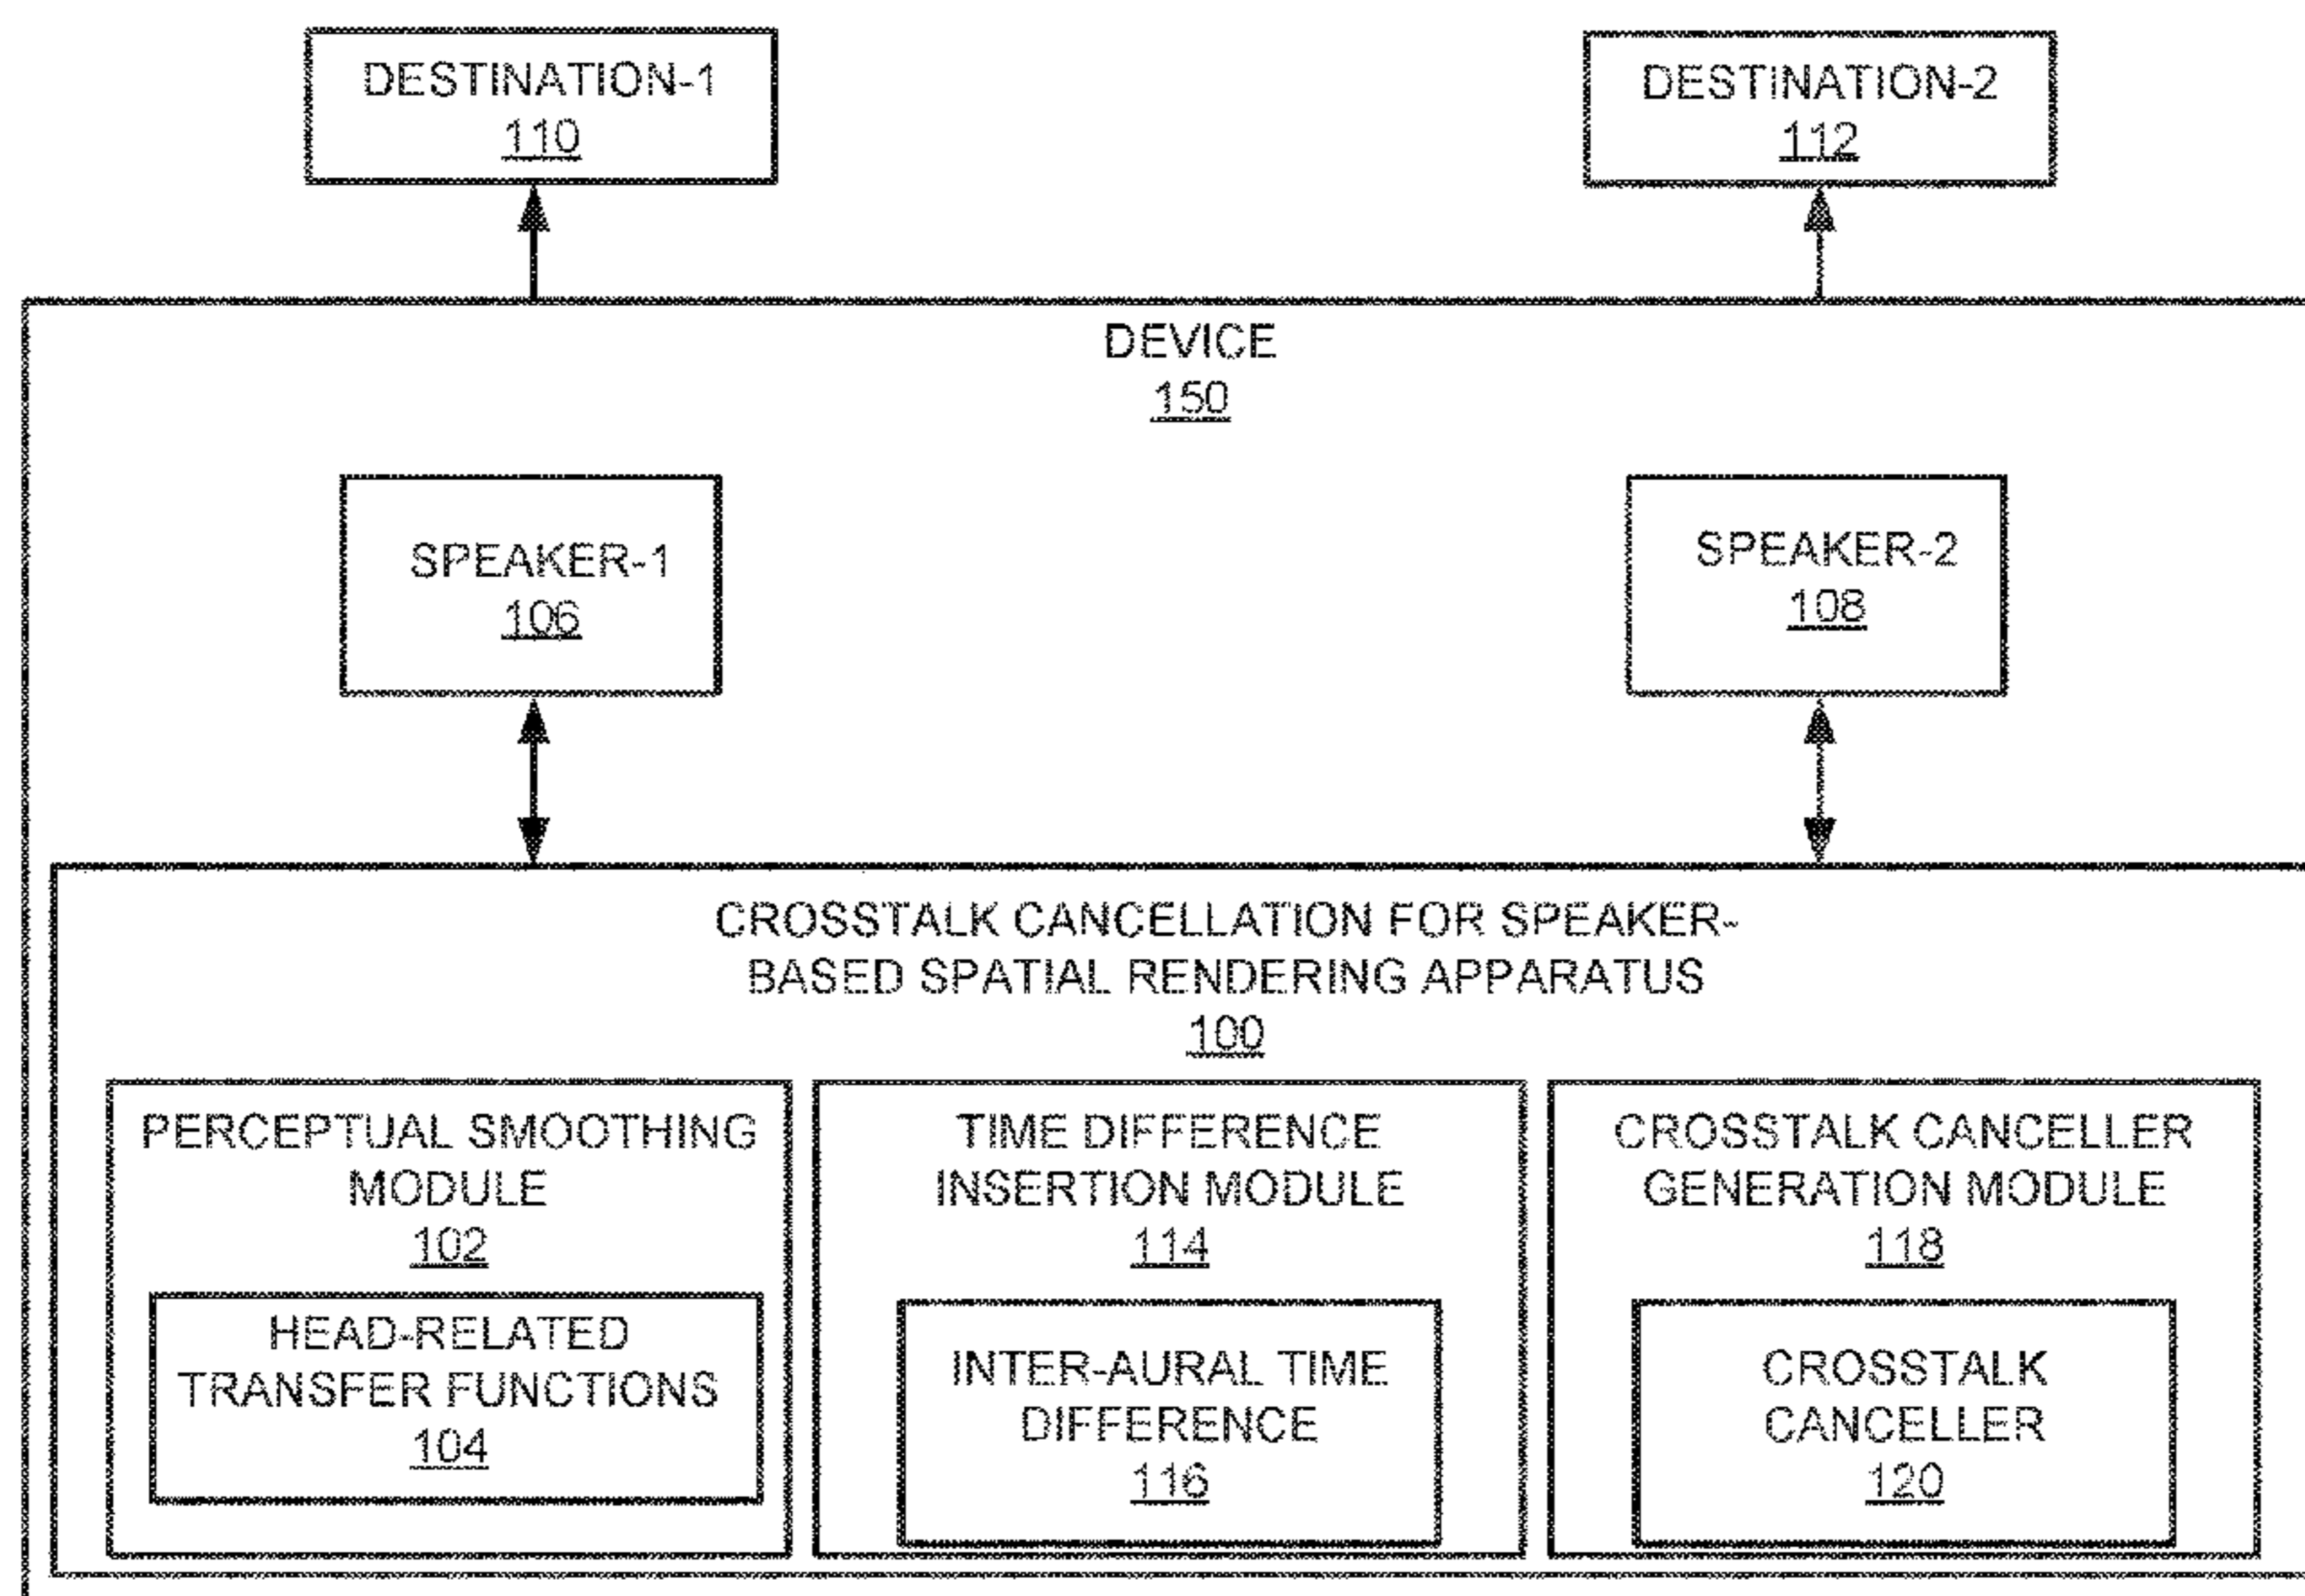 DESTINATION-1
110
DESTINATION-2
112
DEVICE
150
SPEAKER-1
106
SPEAKER-2
108
CROSSTALK CANCELLATION FOR SPEAKER-
BASED SPATIAL RENDERING APPARATUS
100
PERCEPTUAL SMOOTHING
MODULE
102
HEAD-RELATED
TRANSFER FUNCTIONS
104
TIME DIFFERENCE
INSERTION MODULE
114
INTER-AURAL TIME
DIFFERENCE
116
CROSSTALK CANCELLER
GENERATION MODULE
118
CROSSTALK
CANCELLER
120